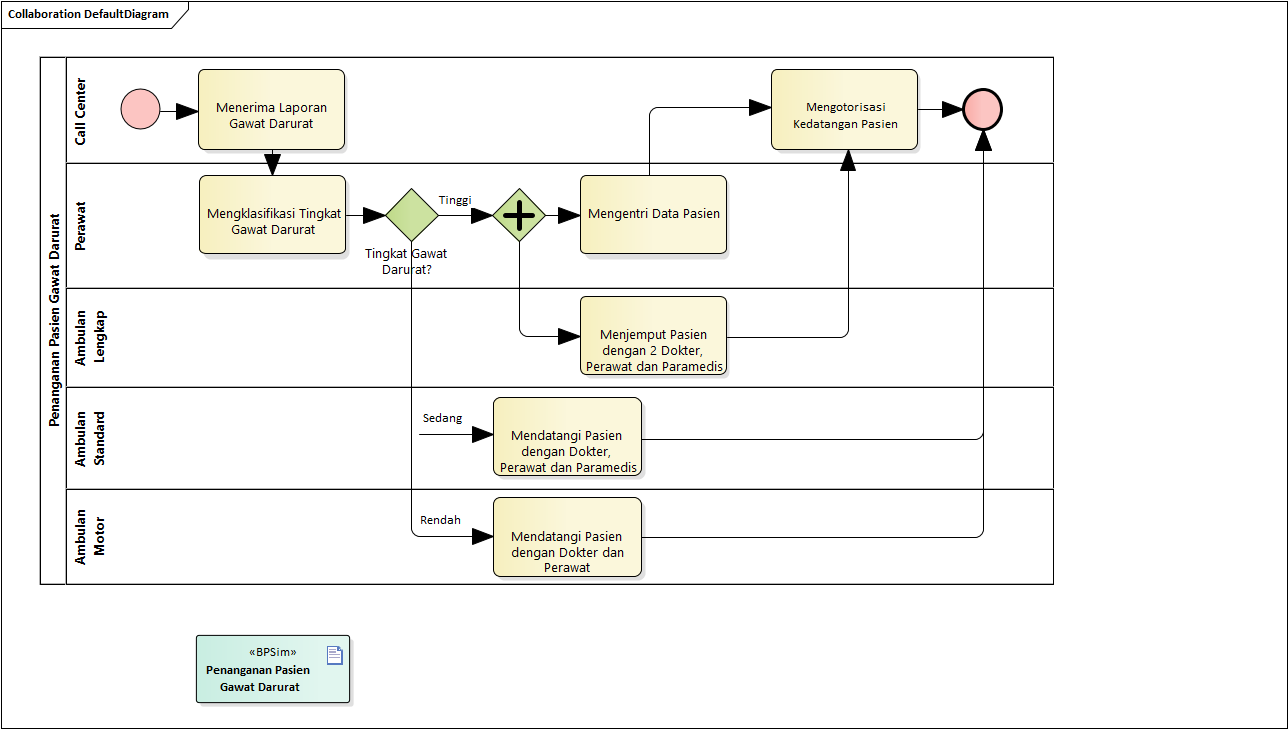 Collaboration DefaultDiagram
Penanganan Pasien Gawat Darurat
Call Center
Menerima Laporan
Gawat Darurat
Mengotorisasi
Kedatangan Pasien
Perawat
Mengklasifikasi Tingkat
Gawat Darurat
Tingkat Gawat
Darurat?
Tinggi
Mengentri Data Pasien
Ambulan
Lengkap
Menjemput Pasien
dengan 2 Dokter,
Perawat dan Paramedis
Ambulan
Standard
Sedang
Mendatangi Pasien
dengan Dokter,
Perawat dan Paramedis
Ambulan
Motor
Rendah
Mendatangi Pasien
dengan Dokter dan
Perawat
«BPSim»
Penanganan Pasien
Gawat Darurat